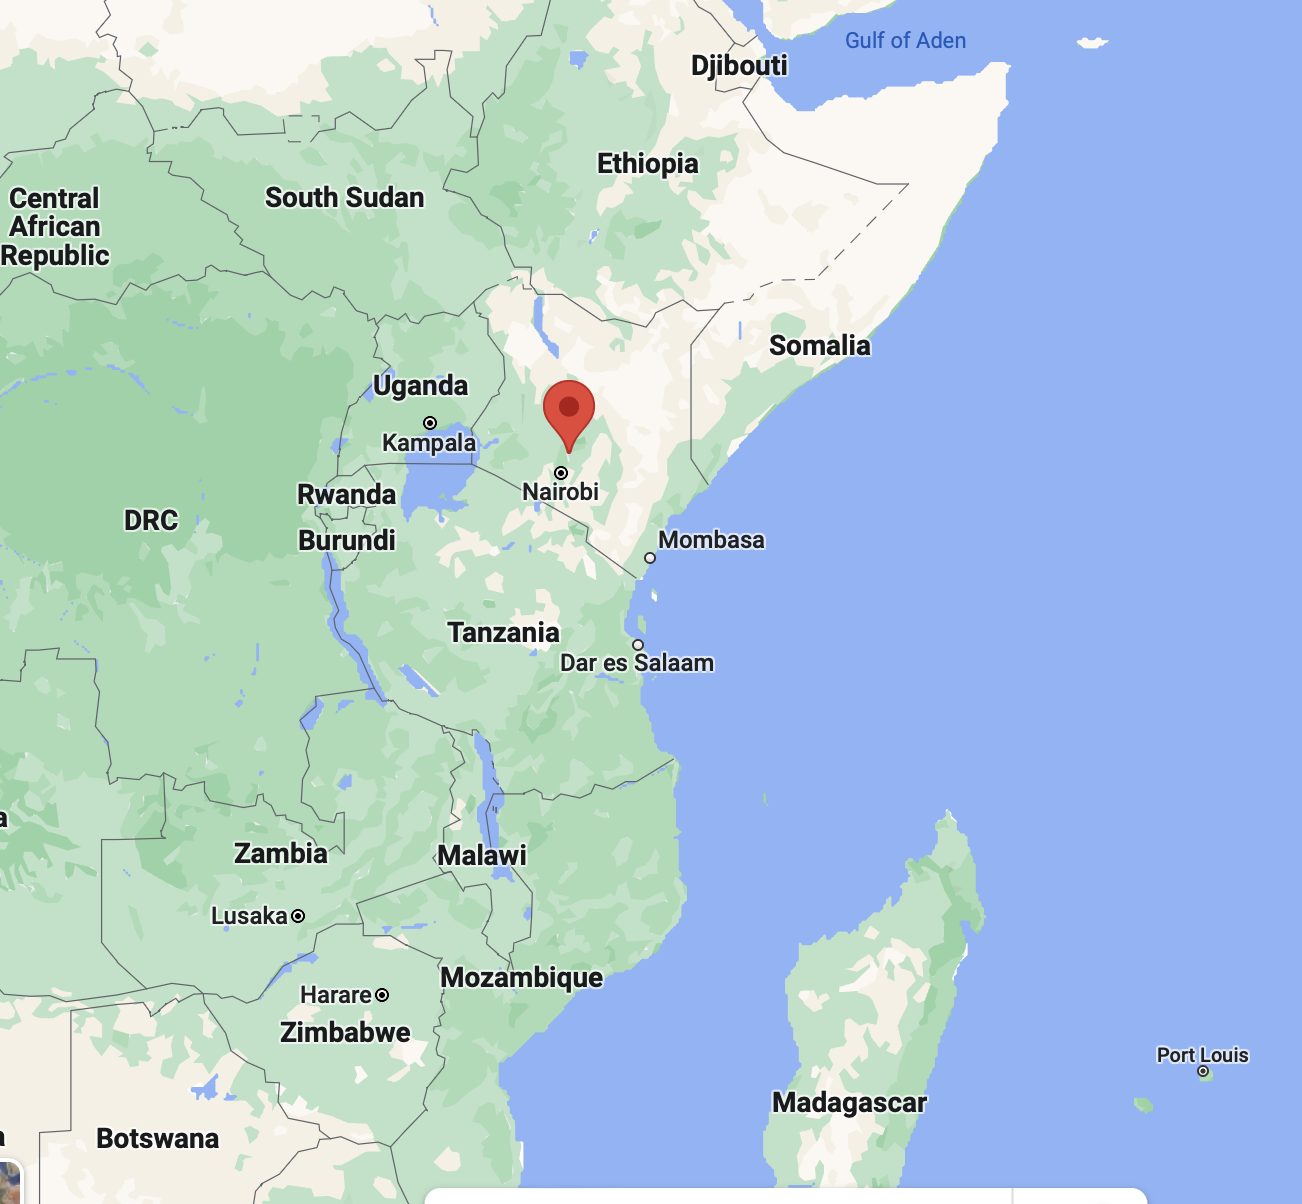 Gulf of Aden
Djibouti
Ethiopia
Central
African
Republic
South Sudan
Somalia
Uganda
Kampala
Rwanda
Nairobi
DRC
Burundi
Mombasa
Tanzania
Dar es Salaam
Zambia
Malawi
Lusaka
Mozambique
Harare
Zimbabwe
Port Louis
Madagascar
Botswana